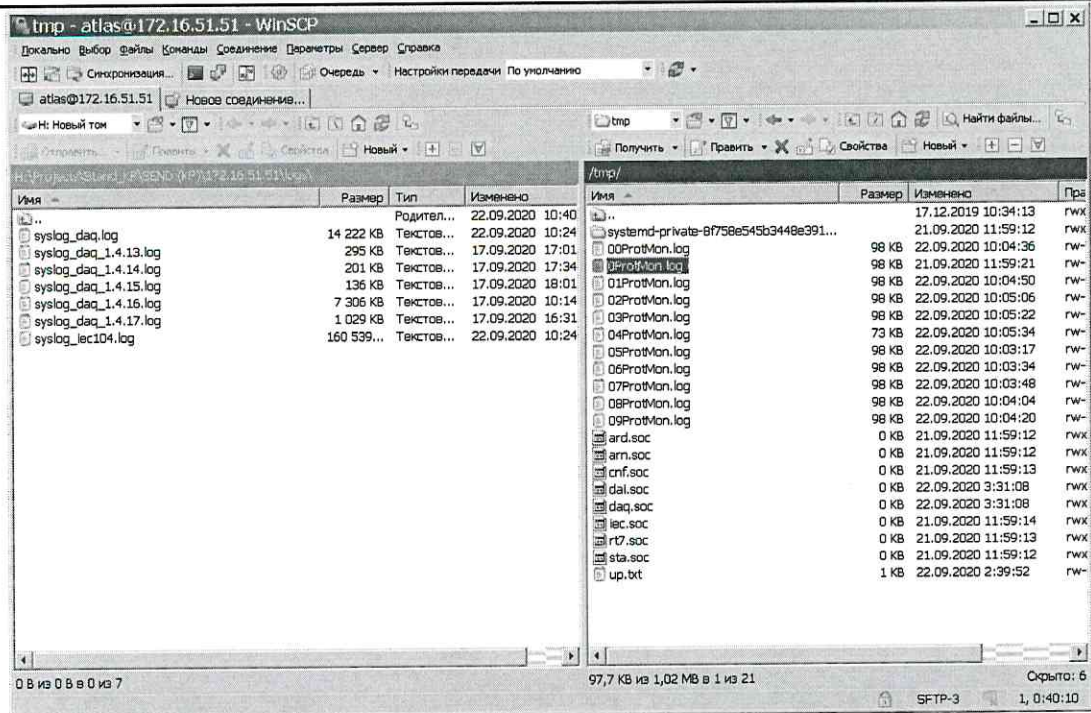 tmp - atlas@172.16.51.51 - WinSCP
Локально Выбор Файлы Команды Соединение Параметры Сервер Справка
Синхронизация... Очередь Настройки передачи По умолчанию
atlas@172.16.51.51 Новое соединение...
H: Новый том
tmp Найти файлы...
Отправить... Править Свойства Новый
Получить Править Свойства Новый
/tmp/
Имя Размер Тип Изменено
.. Родител... 22.09.2020 10:40
syslog_daq.log 14 222 KB Текстов... 22.09.2020 10:24
syslog_daq_1.4.13.log 295 KB Текстов... 17.09.2020 17:01
syslog_daq_1.4.14.log 201 KB Текстов... 17.09.2020 17:34
syslog_daq_1.4.15.log 136 KB Текстов... 17.09.2020 18:01
syslog_daq_1.4.16.log 7 306 KB Текстов... 17.09.2020 10:14
syslog_daq_1.4.17.log 1 029 KB Текстов... 17.09.2020 16:31
syslog_iec104.log 160 539... Текстов... 22.09.2020 10:24
Имя Размер Изменено Пра
.. 17.12.2019 10:34:13 rwx
systemd-private-8f758e545b3448e391... 21.09.2020 11:59:12 rwx
00ProtMon.log 98 KB 22.09.2020 10:04:36 rw-
0ProtMon.log 98 KB 21.09.2020 11:59:21 rw-
01ProtMon.log 98 KB 22.09.2020 10:04:50 rw-
02ProtMon.log 98 KB 22.09.2020 10:05:06 rw-
03ProtMon.log 98 KB 22.09.2020 10:05:22 rw-
04ProtMon.log 73 KB 22.09.2020 10:05:34 rw-
05ProtMon.log 98 KB 22.09.2020 10:03:17 rw-
06ProtMon.log 98 KB 22.09.2020 10:03:34 rw-
07ProtMon.log 98 KB 22.09.2020 10:03:48 rw-
08ProtMon.log 98 KB 22.09.2020 10:04:04 rw-
09ProtMon.log 98 KB 22.09.2020 10:04:20 rw-
ard.soc 0 KB 21.09.2020 11:59:12 rwx
arn.soc 0 KB 21.09.2020 11:59:12 rwx
cnf.soc 0 KB 21.09.2020 11:59:13 rwx
dal.soc 0 KB 22.09.2020 3:31:08 rwx
daq.soc 0 KB 22.09.2020 3:31:08 rwx
iec.soc 0 KB 21.09.2020 11:59:14 rwx
rt7.soc 0 KB 21.09.2020 11:59:13 rwx
sta.soc 0 KB 21.09.2020 11:59:12 rwx
up.txt 1 KB 22.09.2020 2:39:52 rw-
0 B из 0 B в 0 из 7
97,7 KB из 1,02 MB в 1 из 21 Скрыто: 6
SFTP-3 1, 0:40:10